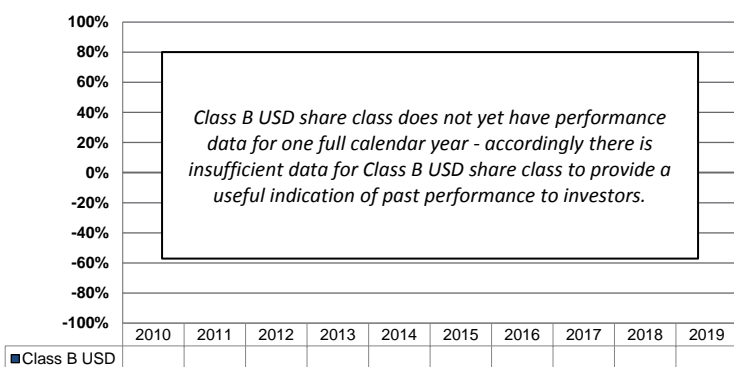 100%
80%
60%
40%
20%
0%
-20%
-40%
-60%
-80%
-100%
Class B USD share class does not yet have performance
data for one full calendar year - accordingly there is
insufficient data for Class B USD share class to provide a
useful indication of past performance to investors.
2010 2011 2012 2013 2014 2015 2016 2017 2018 2019
Class B USD